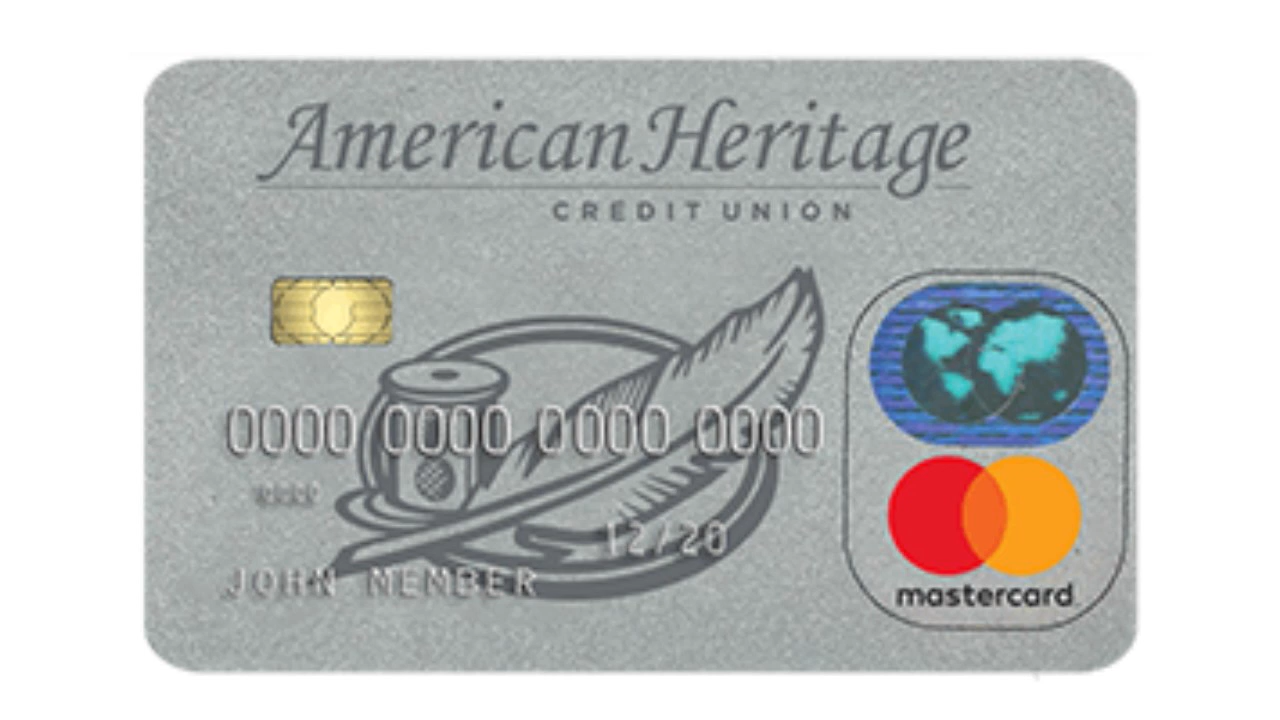 American Heritage
CREDIT UNION
0000 0000 0000 0000
12/20
JOHN MEMBER
mastercard